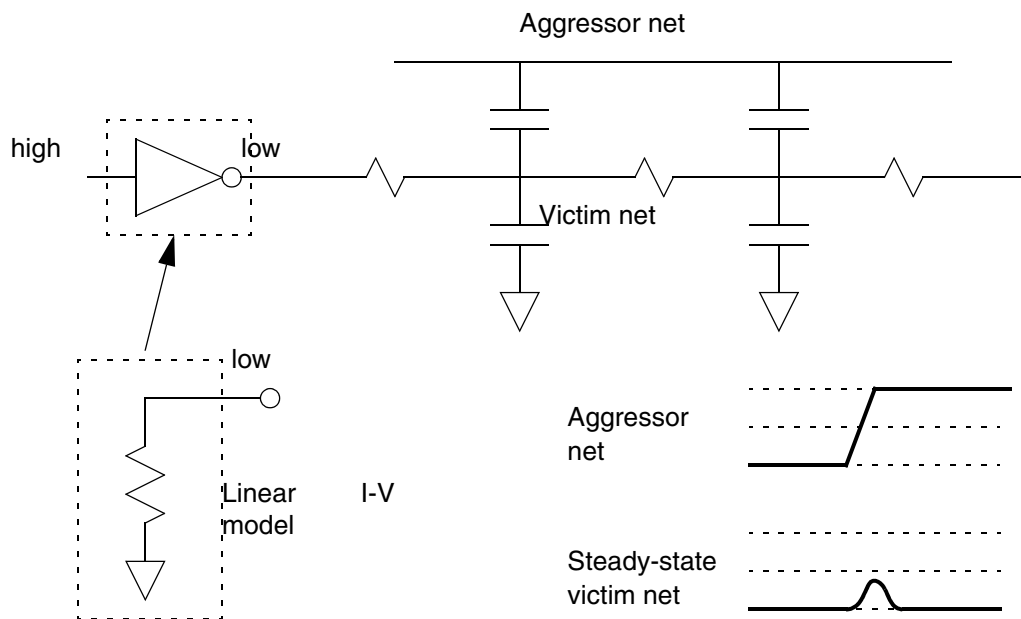 Aggressor net
high
low
Victim net
low
Linear I-V
model
Aggressor
net
Steady-state
victim net